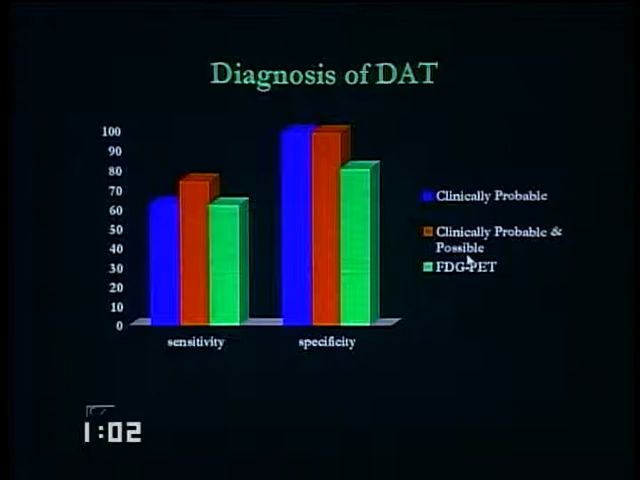 Diagnosis of DAT
100
90
80
70
60
50
40
30
20
10
0
sensitivity
specificity
Clinically Probable
Clinically Probable &
Possible
FDG-PET
1:02